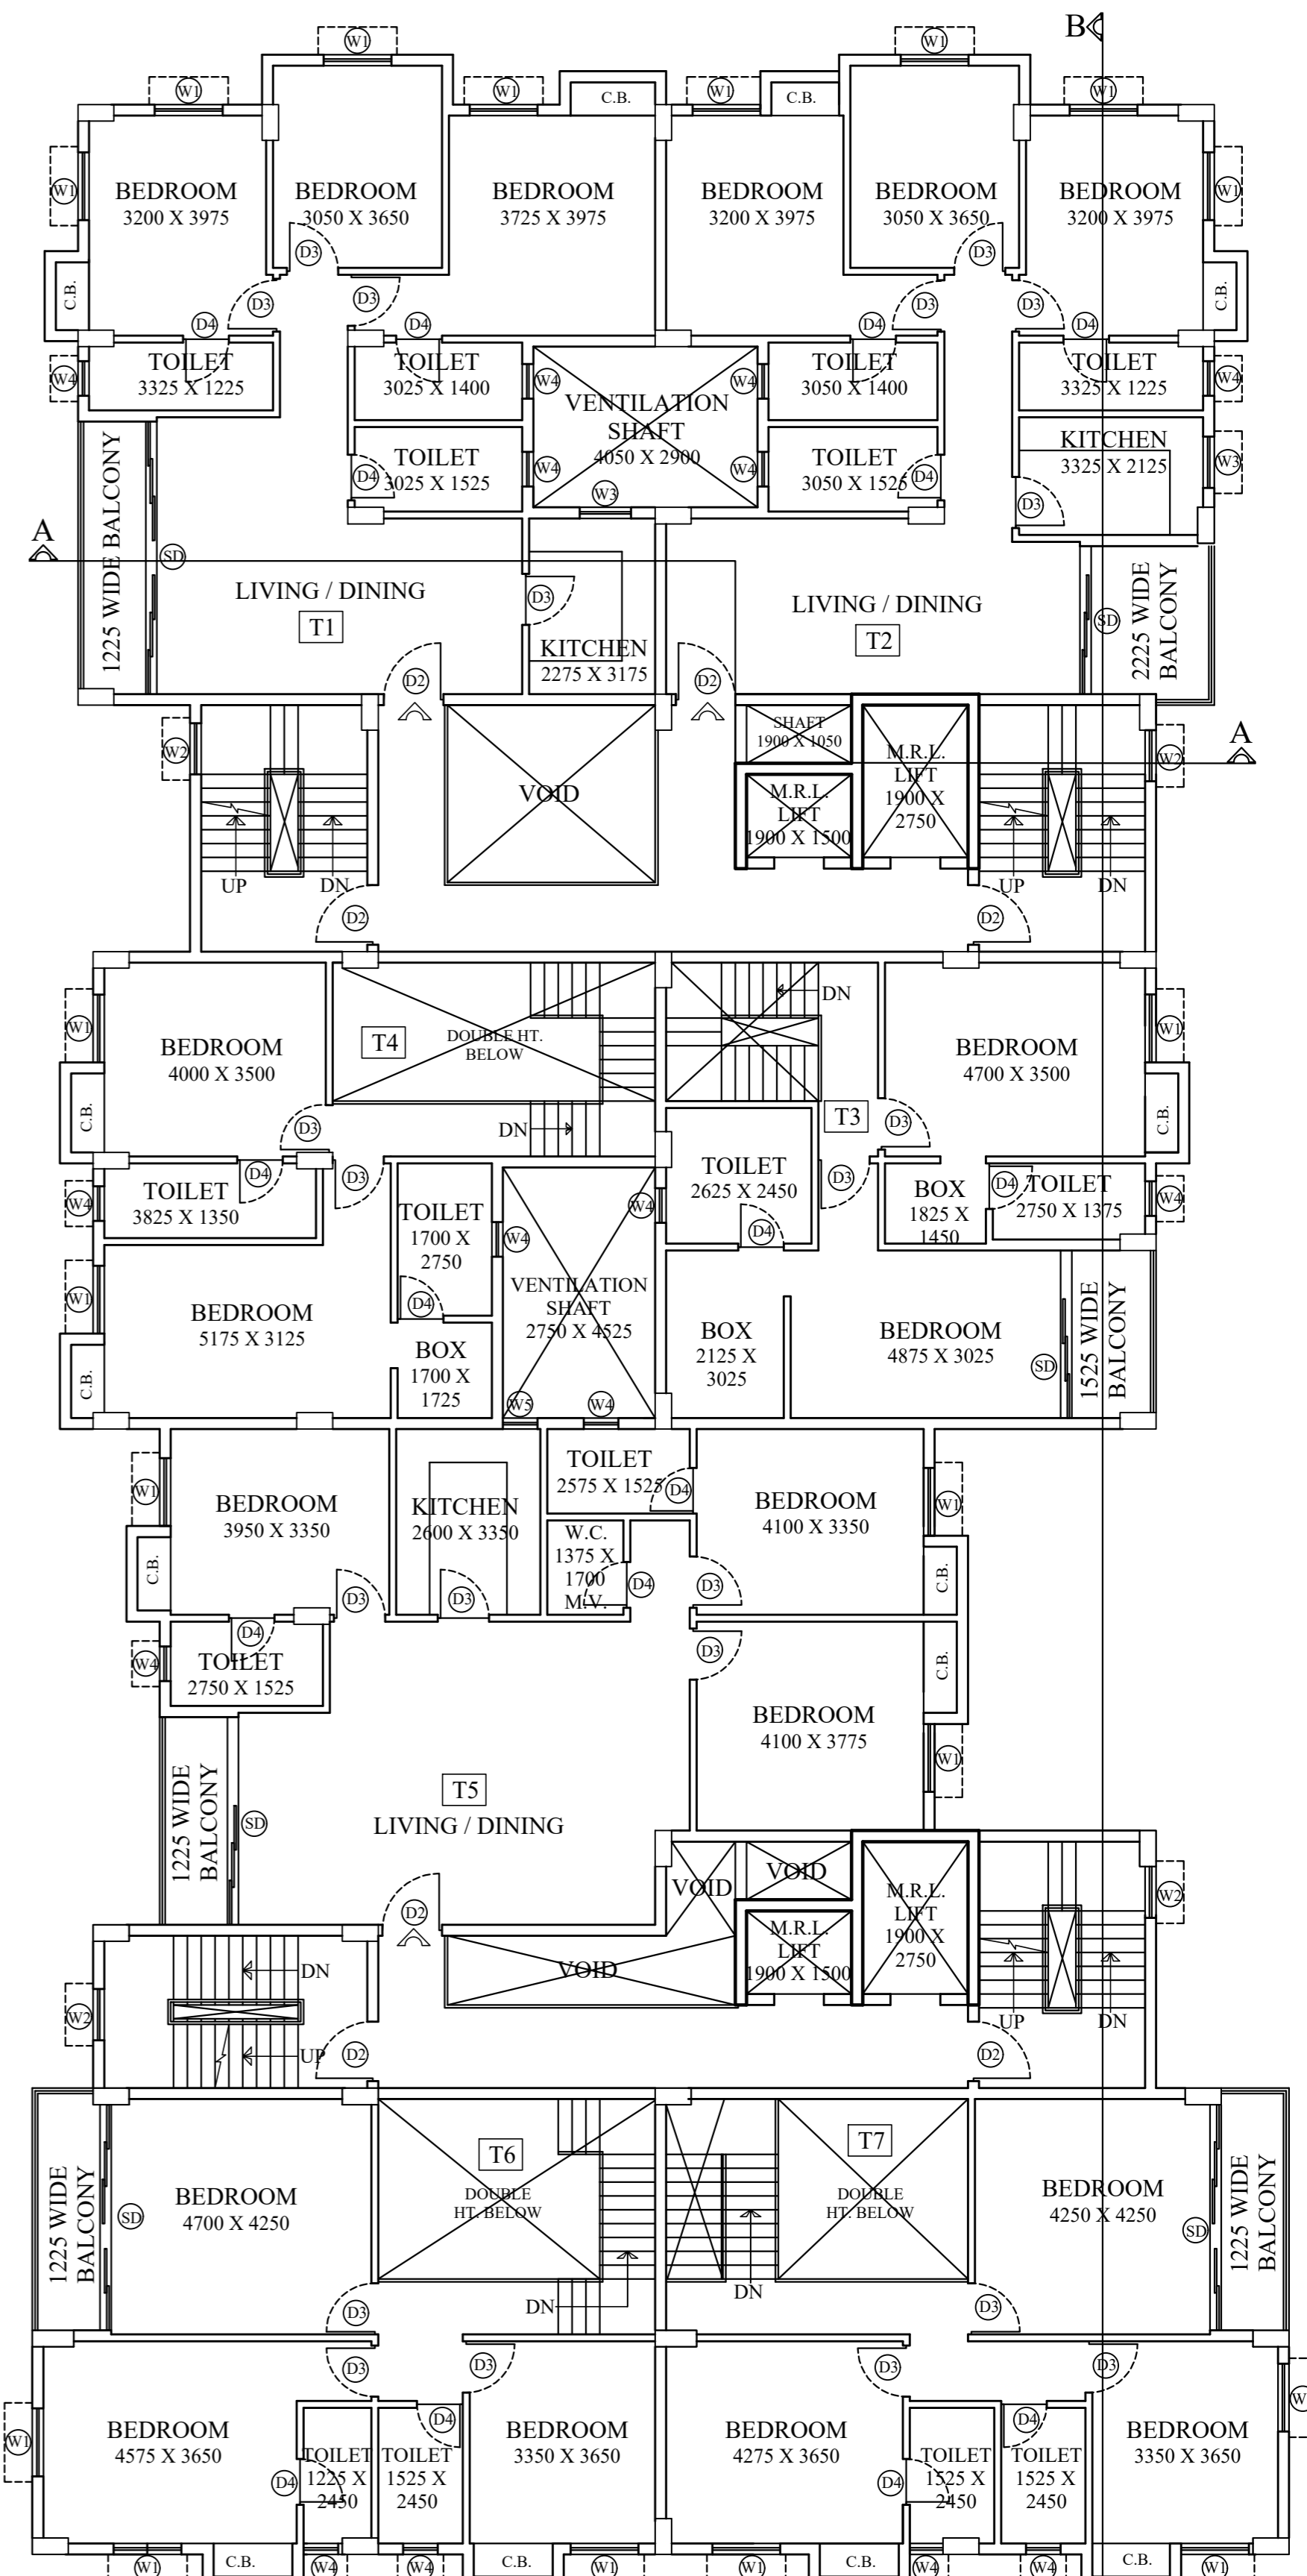 B
W1
W1
W1
W1
W1
W1
C.B.
C.B.
W1
BEDROOM
3200 X 3975
BEDROOM
3050 X 3650
BEDROOM
3725 X 3975
BEDROOM
3200 X 3975
BEDROOM
3050 X 3650
BEDROOM
3200 X 3975
W1
D3
D3
C.B.
D3
D3
D3
D3
C.B.
D4
D4
D4
D4
W4
TOILET
3325 X 1225
TOILET
3025 X 1400
W4
VENTILATION
SHAFT
4050 X 2900
W4
TOILET
3050 X 1400
TOILET
3325 X 1225
W4
TOILET
3025 X 1525
D4
W4
W4
TOILET
3050 X 1525
D4
KITCHEN
3325 X 2125
W3
W3
D3
A
1225 WIDE BALCONY
SD
LIVING / DINING
T1
D3
KITCHEN
2275 X 3175
LIVING / DINING
T2
SD
2225 WIDE
BALCONY
D2
D2
W2
VOID
SHAFT
1900 X 1050
M.R.L.
LIFT
1900 X
2750
M.R.L.
LIFT
1900 X 1500
W2
A
UP
DN
UP
DN
D2
D2
W1
BEDROOM
4000 X 3500
T4
DOUBLE HT.
BELOW
DN
BEDROOM
4700 X 3500
W1
C.B.
D3
DN
T3
D3
C.B.
D4
D3
TOILET
2625 X 2450
D3
D4
W4
TOILET
3825 X 1350
TOILET
1700 X
2750
W4
W4
D4
BOX
1825 X
1450
TOILET
2750 X 1375
W4
W1
BEDROOM
5175 X 3125
D4
VENTILATION
SHAFT
2750 X 4525
BOX
2125 X
3025
BEDROOM
4875 X 3025
SD
1525 WIDE
BALCONY
C.B.
BOX
1700 X
1725
W5
W4
W1
BEDROOM
3950 X 3350
KITCHEN
2600 X 3350
TOILET
2575 X 1525
D4
BEDROOM
4100 X 3350
W1
C.B.
D3
D3
W.C.
1375 X
1700
M.V.
D4
D3
C.B.
D4
W4
TOILET
2750 X 1525
D3
C.B.
BEDROOM
4100 X 3775
W1
1225 WIDE
BALCONY
SD
T5
LIVING / DINING
D2
VOID
VOID
M.R.L.
LIFT
1900 X
2750
M.R.L.
LIFT
1900 X 1500
W2
DN
VOID
W2
UP
D2
UP
DN
D2
1225 WIDE
BALCONY
SD
BEDROOM
4700 X 4250
T6
DOUBLE
HT. BELOW
T7
DOUBLE
HT. BELOW
BEDROOM
4250 X 4250
SD
1225 WIDE
BALCONY
DN
DN
D3
D3
D3
D3
D3
D3
W1
BEDROOM
4575 X 3650
D4
TOILET
1225 X
2450
D4
TOILET
1525 X
2450
BEDROOM
3350 X 3650
BEDROOM
4275 X 3650
D4
TOILET
1525 X
2450
D4
TOILET
1525 X
2450
BEDROOM
3350 X 3650
W1
C.B.
W4
W4
C.B.
W1
W1
C.B.
W4
W4
C.B.
W1